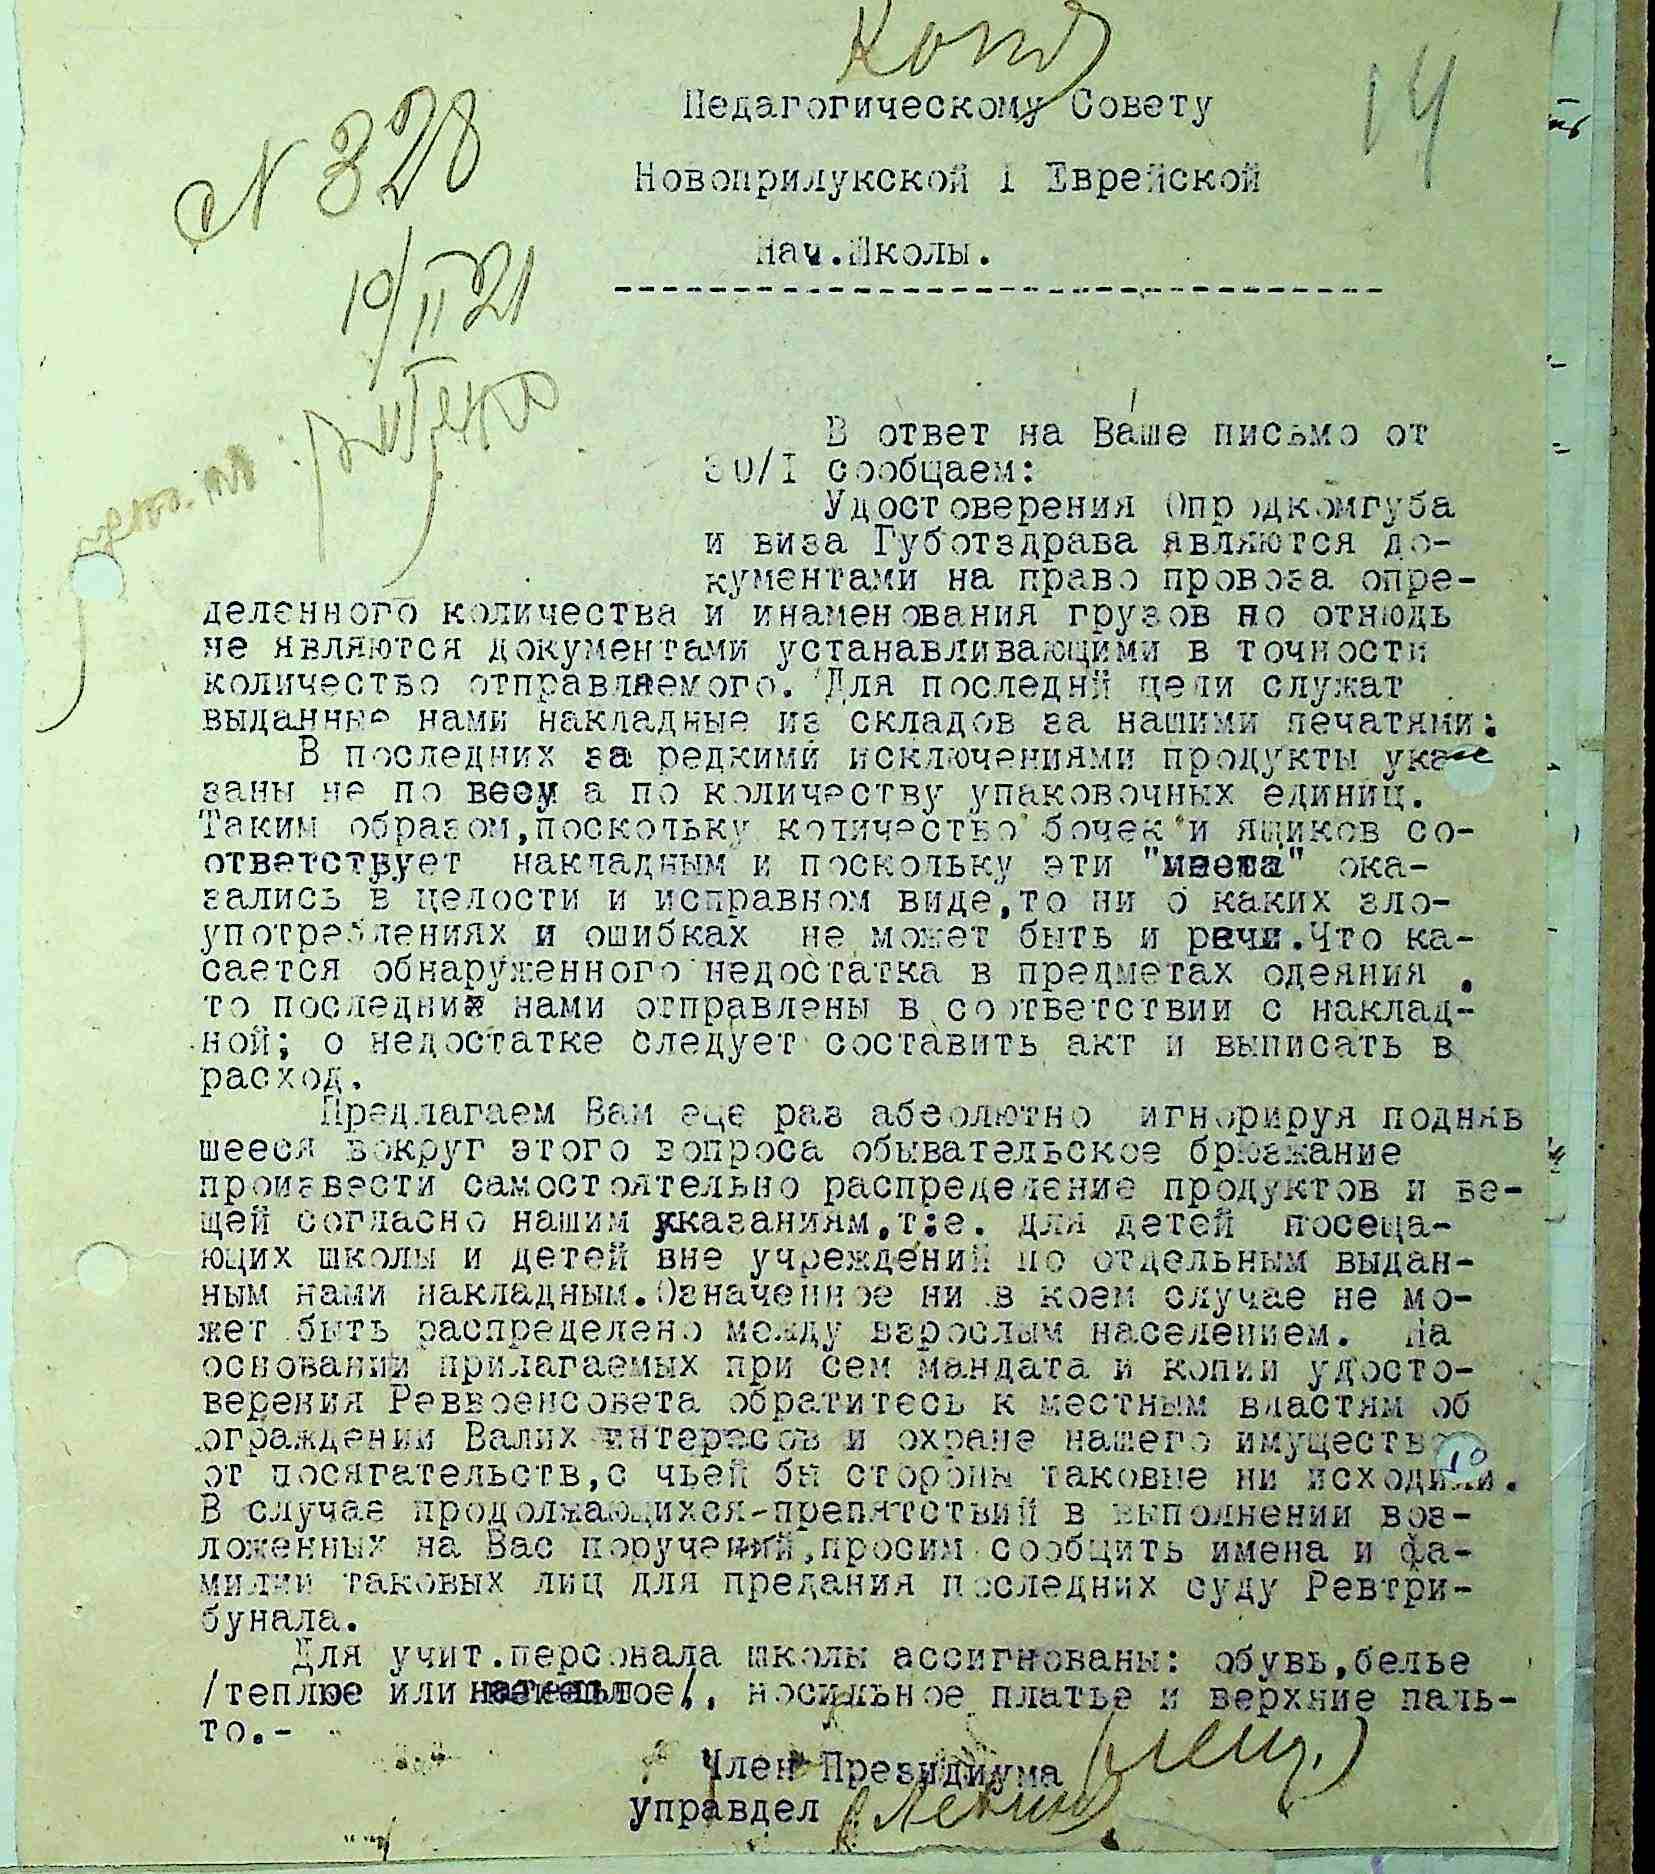 Копия
14
Педагогическому Совету
N 328
Новоприлукской 1 Еврейской
Нач.Школы.
10/II 21
В ответ на Ваше письмо от
30/I сообщаем:
Удостоверения Опродкомгуба
и виза Губотздрава являются до-
кументами на право провоза опре-
деленного количества и инаменования грузов но отнюдь
не являются документами устанавливающими в точности
количество отправляемого. Для последнй цели служат
выданные нами накладные из складов за нашими печатями:
В последних за редкими исключениями продукты ука
заны не по весу а по количеству упаковочных единиц.
Таким образом,поскольку количество бочек и ящиков со-
ответствует накладным и поскольку эти "места" ока-
зались в целости и исправном виде,то ни о каких зло-
употреблениях и ошибках не может быть и речи.Что ка-
сается обнаруженного недостатка в предметах одеяния .
то последния нами отправлены в соответствии с наклад-
ной; о недостатке следует составить акт и выписать в
расход.
Предлагаем Вам еще раз абсолютно игнорируя подняв
шееся вокруг этого вопроса обывательское брюзжание
произвести самостоятельно распределение продуктов и ве-
щей согласно нашим указаниям,т:е. для детей посеща-
ющих школы и детей вне учреждений по отдельным выдан-
ным нами накладным.Означенное ни в коем случае не мо-
жет быть распределено между взрослым населением. На
основании прилагаемых при сем мандата и копии удосто-
верения Реввоенсовета обратитесь к местным властям об
ограждении Валих интересов и охране нашего имущества
10
от посягательств,с чьей бы стороны таковые ни исходили.
В случае продолжающихся-препятствий в выполнении воз-
ложенных на Вас поручений,просим сообщить имена и фа-
милии таковых лиц для предания последних суду Ревтри-
бунала.
Для учит.персонала школы ассигнованы: обувь,белье
/теплое или нательное/, носильное платье и верхние паль-
то.-
Член Президиума
управдел Левин